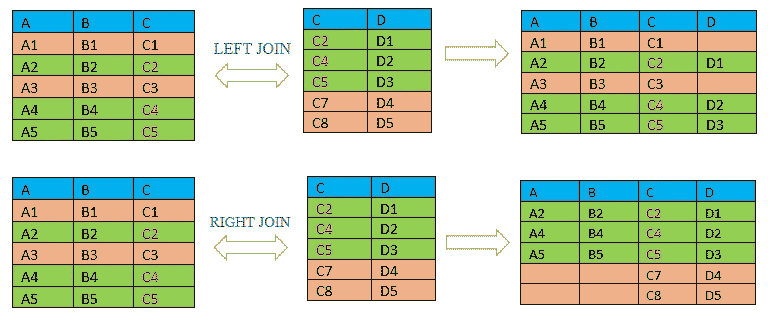 A B C
A1 B1 C1
A2 B2 C2
A3 B3 C3
A4 B4 C4
A5 B5 C5
LEFT JOIN
C D
C2 D1
C4 D2
C5 D3
C7 D4
C8 D5
A B C D
A1 B1 C1
A2 B2 C2 D1
A3 B3 C3
A4 B4 C4 D2
A5 B5 C5 D3
A B C
A1 B1 C1
A2 B2 C2
A3 B3 C3
A4 B4 C4
A5 B5 C5
RIGHT JOIN
C D
C2 D1
C4 D2
C5 D3
C7 D4
C8 D5
A B C D
A2 B2 C2 D1
A4 B4 C4 D2
A5 B5 C5 D3
C7 D4
C8 D5